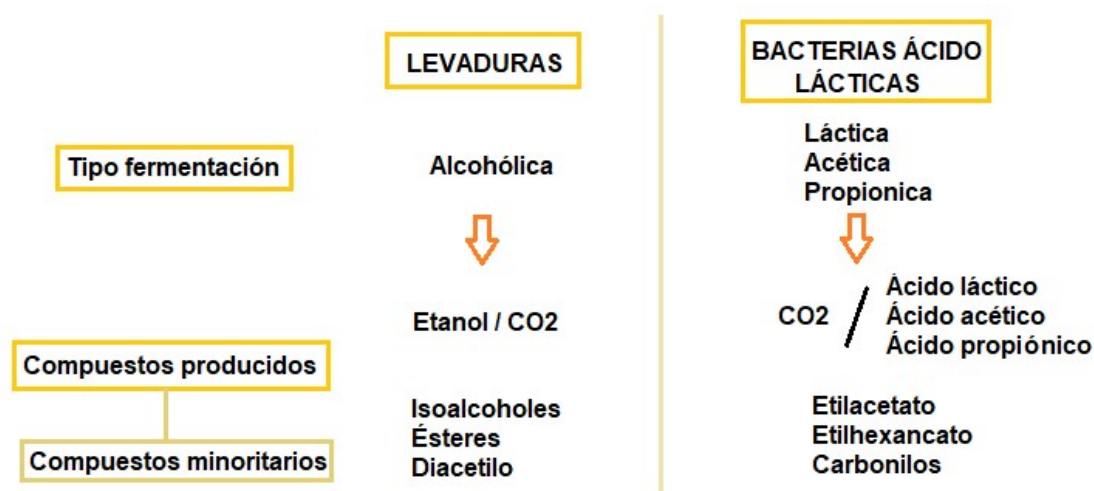 LEVADURAS
BACTERIAS ÁCIDO
LÁCTICAS
Tipo fermentación
Alcohólica
Láctica
Acética
Propionica
Etanol / CO2
CO2
Ácido láctico
Ácido acético
Ácido propiónico
Compuestos producidos
Compuestos minoritarios
Isoalcoholes
Ésteres
Diacetilo
Etilacetato
Etilhexancato
Carbonilos